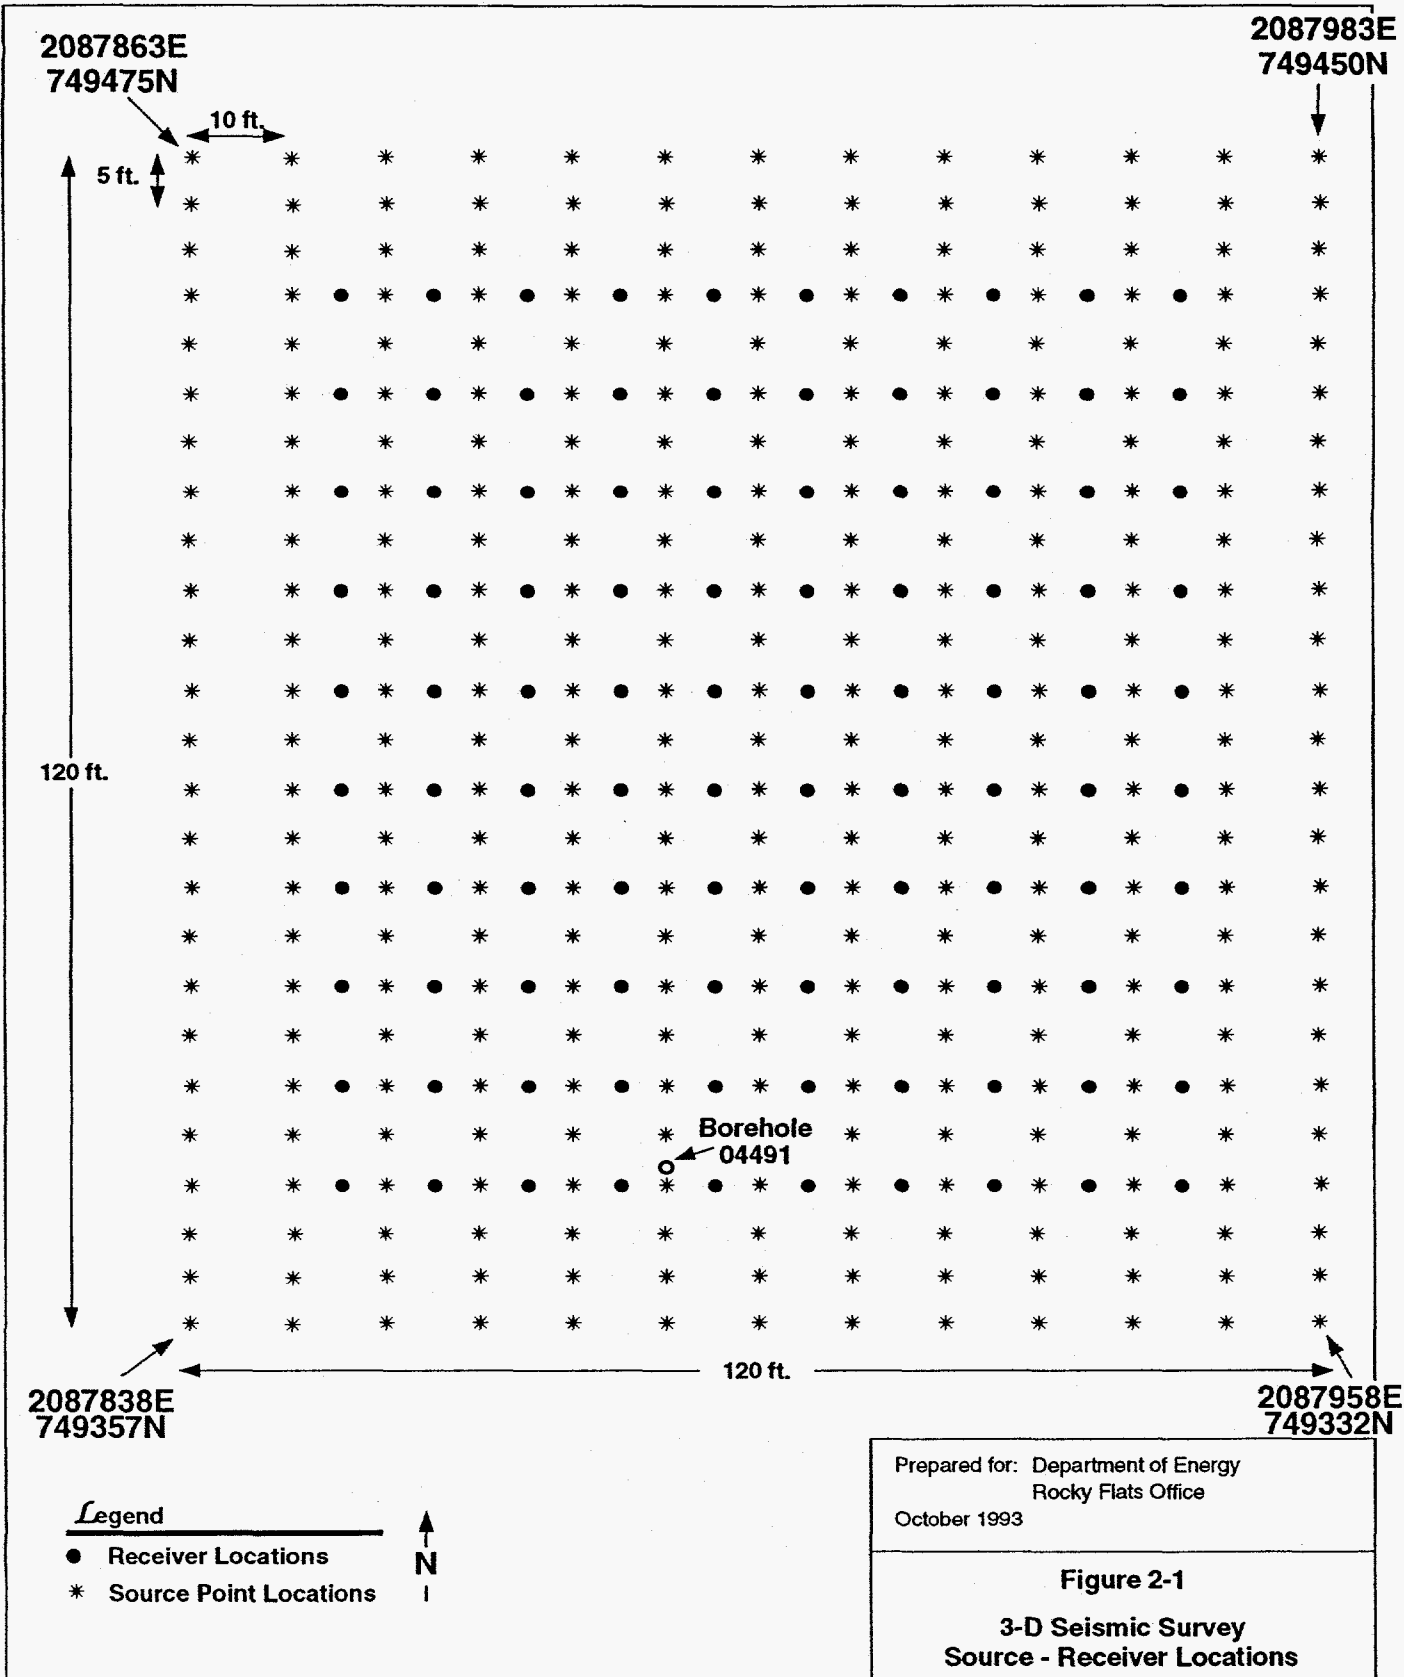 2087863E
749475N
2087983E
749450N
10 ft.
5 ft.
120 ft.
Borehole
04491
120 ft.
2087838E
749357N
2087958E
749332N
Legend
Receiver Locations
Source Point Locations
N
Prepared for: Department of Energy
Rocky Flats Office
October 1993
Figure 2-1
3-D Seismic Survey
Source - Receiver Locations